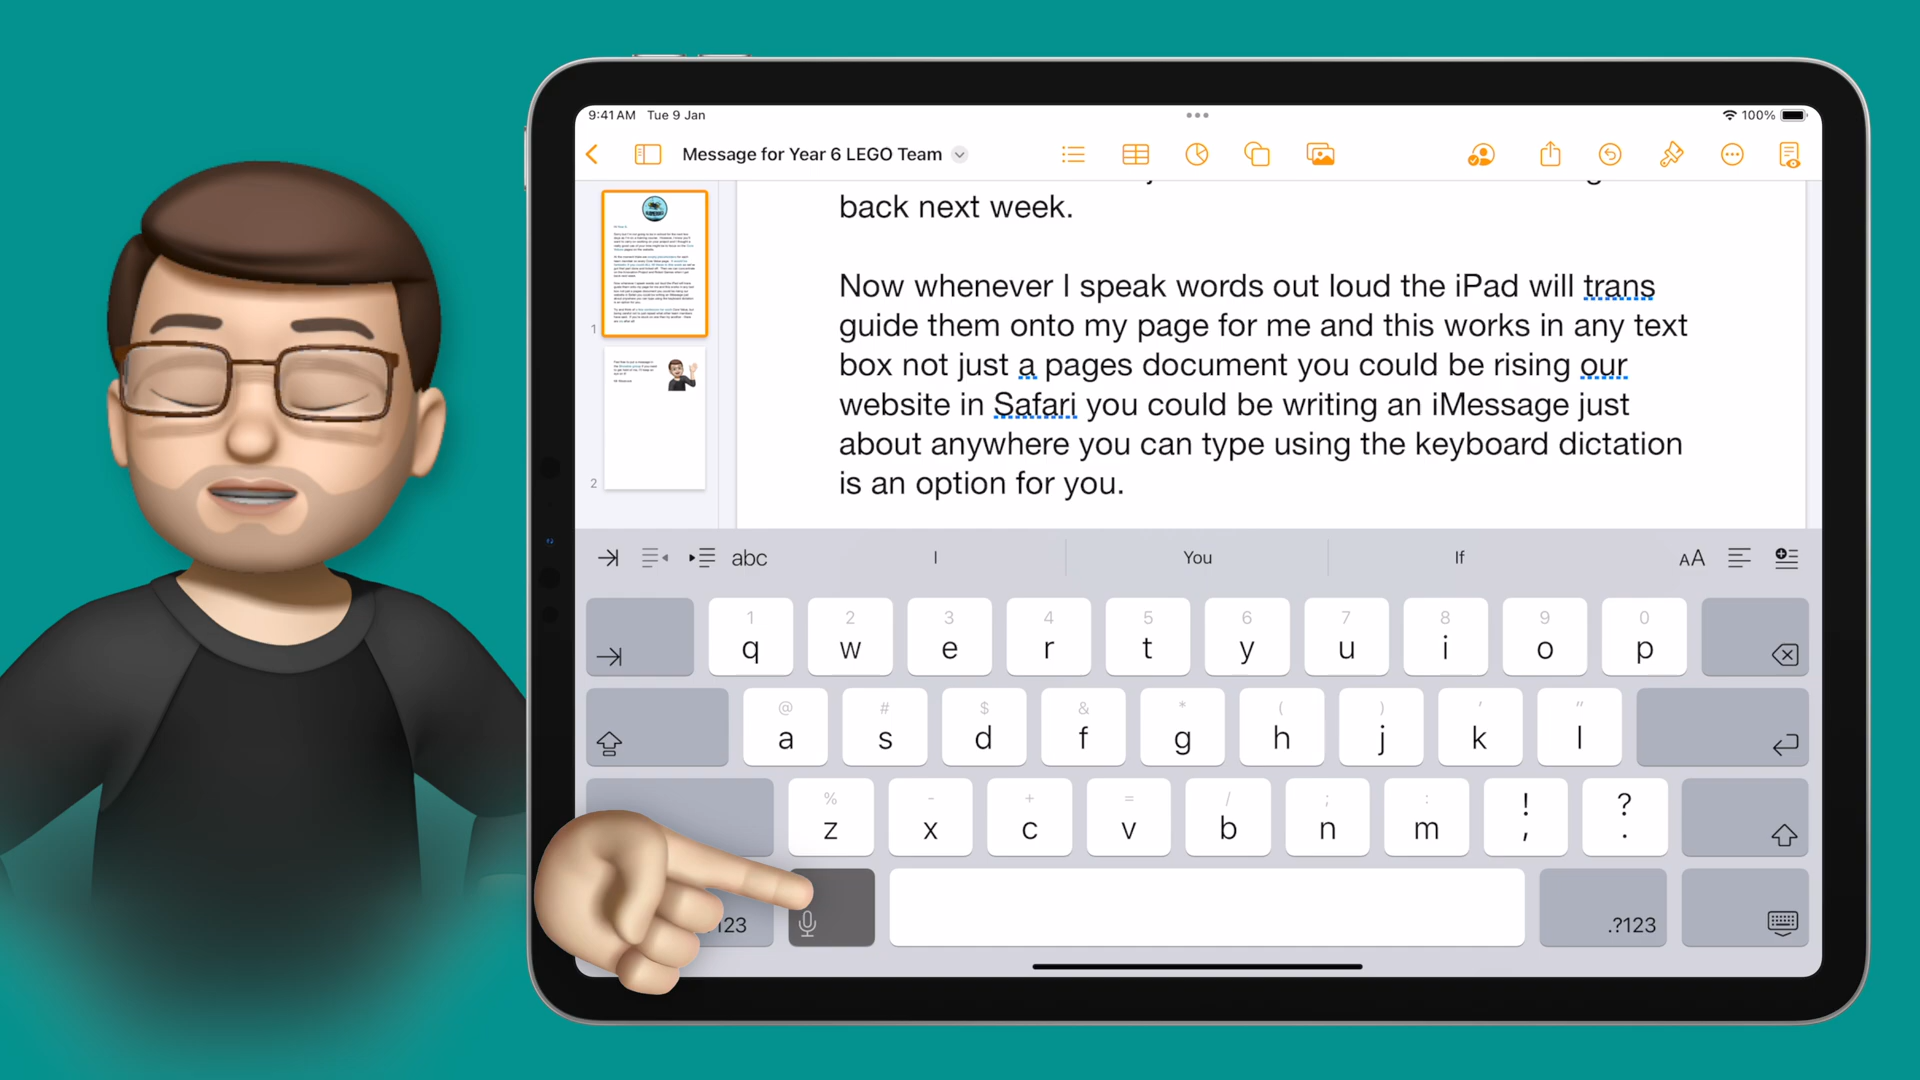 9:41AM Tue 9 Jan
100%
Message for Year 6 LEGO Team
back next week.
Now whenever I speak words out loud the iPad will trans
guide them onto my page for me and this works in any text
box not just a pages document you could be rising our
website in Safari you could be writing an iMessage just
about anywhere you can type using the keyboard dictation
is an option for you.
1
2
abc I You If AA
1 2 3 4 5 6 7 8 9 0
q w e r t y u i o p
@ # $ & * ( ) ' "
a s d f g h j k l
% - + = / ; : ! ?
z x c v b n m , .
123 .?123